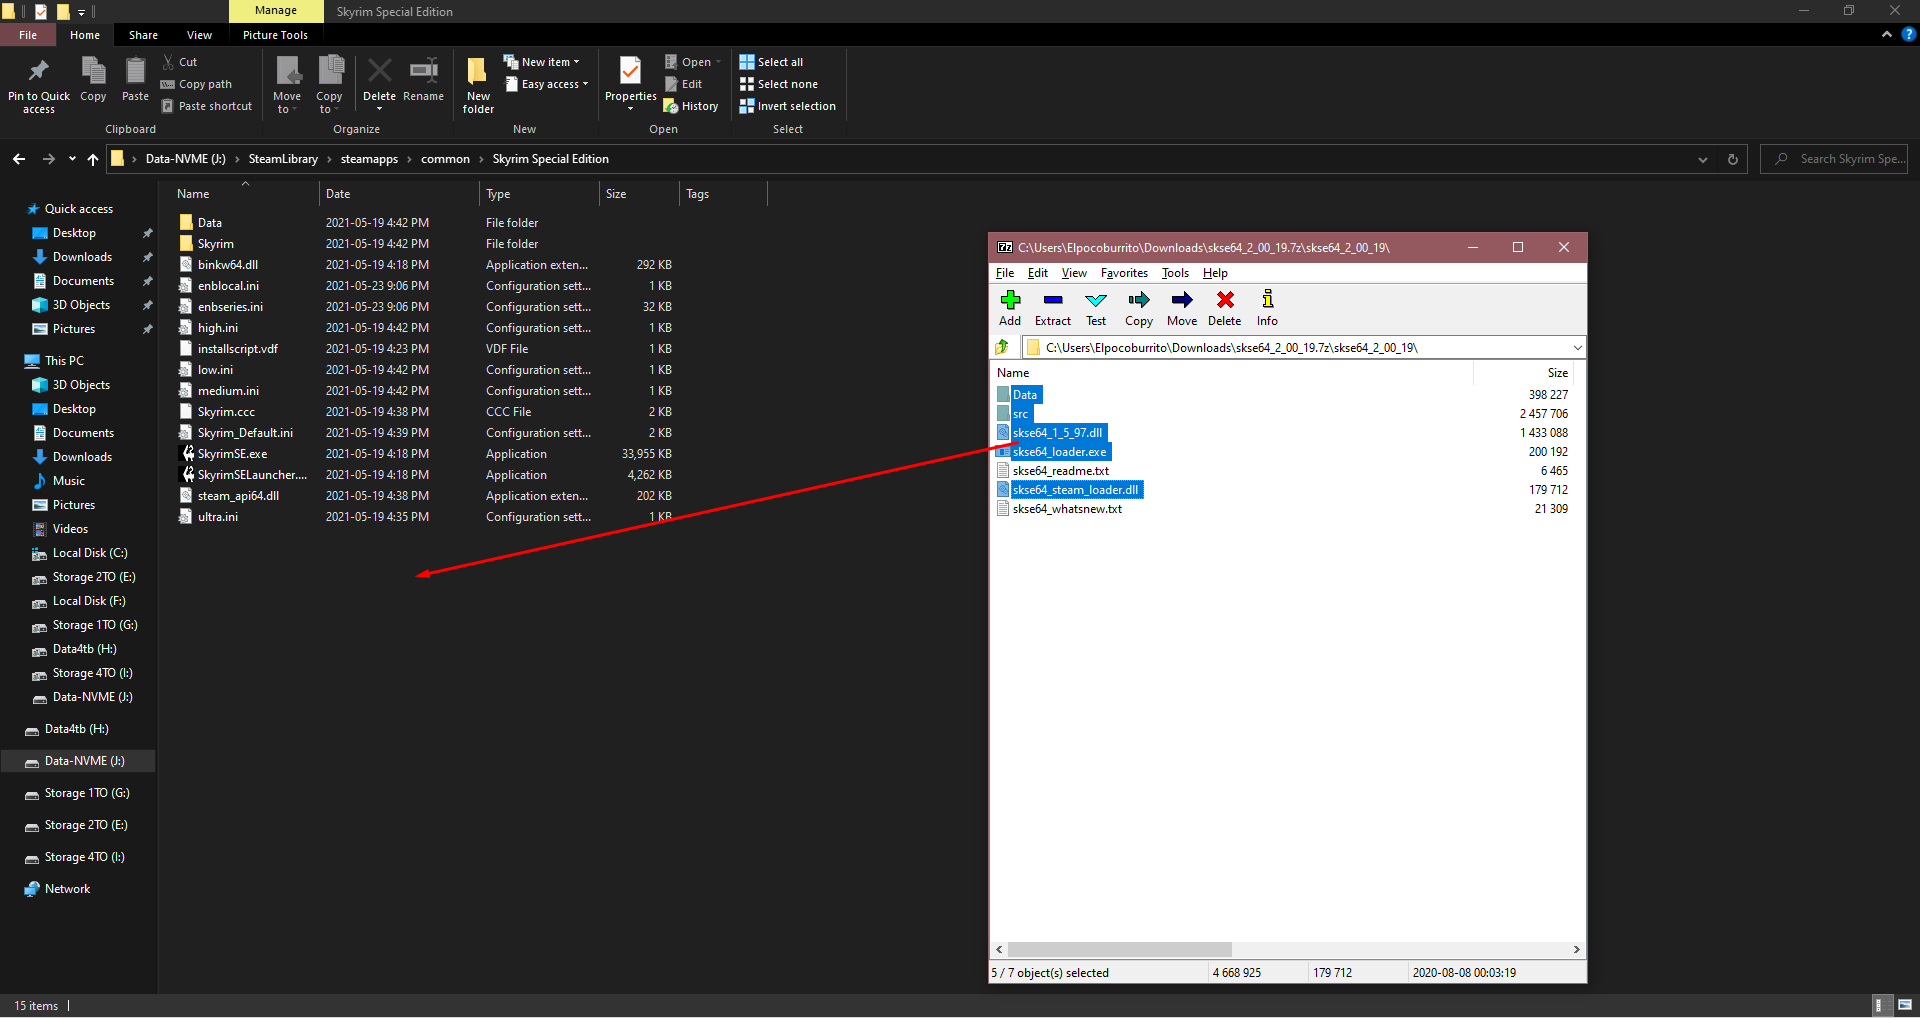 Manage
Skyrim Special Edition
File
Home
Share
View
Picture Tools
Pin to Quick access
Copy
Paste
Cut
Copy path
Paste shortcut
Clipboard
Move to
Copy to
Delete
Rename
Organize
New folder
New item
Easy access
New
Properties
Open
Edit
History
Open
Select all
Select none
Invert selection
Select
Data-NVME (J:) › SteamLibrary › steamapps › common › Skyrim Special Edition
Search Skyrim Spe...
Quick access
Desktop
Downloads
Documents
3D Objects
Pictures
This PC
3D Objects
Desktop
Documents
Downloads
Music
Pictures
Videos
Local Disk (C:)
Storage 2TO (E:)
Local Disk (F:)
Storage 1TO (G:)
Data4tb (H:)
Storage 4TO (I:)
Data-NVME (J:)
Data4tb (H:)
Data-NVME (J:)
Storage 1TO (G:)
Storage 2TO (E:)
Storage 4TO (I:)
Network
Name Date Type Size Tags
Data 2021-05-19 4:42 PM File folder
Skyrim 2021-05-19 4:42 PM File folder
binkw64.dll 2021-05-19 4:18 PM Application exten... 292 KB
enblocal.ini 2021-05-23 9:06 PM Configuration sett... 1 KB
enbseries.ini 2021-05-23 9:06 PM Configuration sett... 32 KB
high.ini 2021-05-19 4:42 PM Configuration sett... 1 KB
installscript.vdf 2021-05-19 4:23 PM VDF File 1 KB
low.ini 2021-05-19 4:42 PM Configuration sett... 1 KB
medium.ini 2021-05-19 4:42 PM Configuration sett... 1 KB
Skyrim.ccc 2021-05-19 4:38 PM CCC File 2 KB
Skyrim_Default.ini 2021-05-19 4:39 PM Configuration sett... 2 KB
SkyrimSE.exe 2021-05-19 4:18 PM Application 33,955 KB
SkyrimSELauncher.... 2021-05-19 4:18 PM Application 4,262 KB
steam_api64.dll 2021-05-19 4:38 PM Application exten... 202 KB
ultra.ini 2021-05-19 4:35 PM Configuration sett... 1 KB
7z C:\Users\Elpocoburrito\Downloads\skse64_2_00_19.7z\skse64_2_00_19\
File Edit View Favorites Tools Help
Add Extract Test Copy Move Delete Info
C:\Users\Elpocoburrito\Downloads\skse64_2_00_19.7z\skse64_2_00_19\
Name Size
Data 398 227
src 2 457 706
skse64_1_5_97.dll 1 433 088
skse64_loader.exe 200 192
skse64_readme.txt 6 465
skse64_steam_loader.dll 179 712
skse64_whatsnew.txt 21 309
5 / 7 object(s) selected 4 668 925 179 712 2020-08-08 00:03:19
15 items